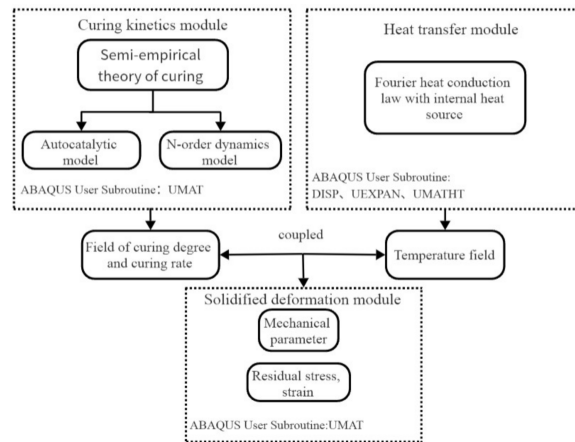 Curing kinetics module
Semi-empirical
theory of curing
Autocatalytic
model
N-order dynamics
model
ABAQUS User Subroutine：UMAT
Heat transfer module
Fourier heat conduction
law with internal heat
source
ABAQUS User Subroutine:
DISP、UEXPAN、UMATHT
Field of curing degree
and curing rate
coupled
Temperature field
Solidified deformation module
Mechanical
parameter
Residual stress,
strain
ABAQUS User Subroutine:UMAT